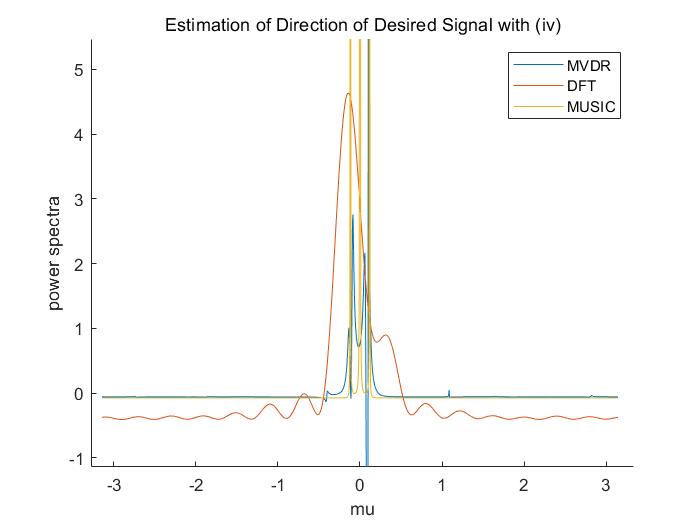 Estimation of Direction of Desired Signal with (iv)
MVDR
DFT
MUSIC
5
4
3
2
1
0
-1
power spectra
-3 -2 -1 0 1 2 3
mu